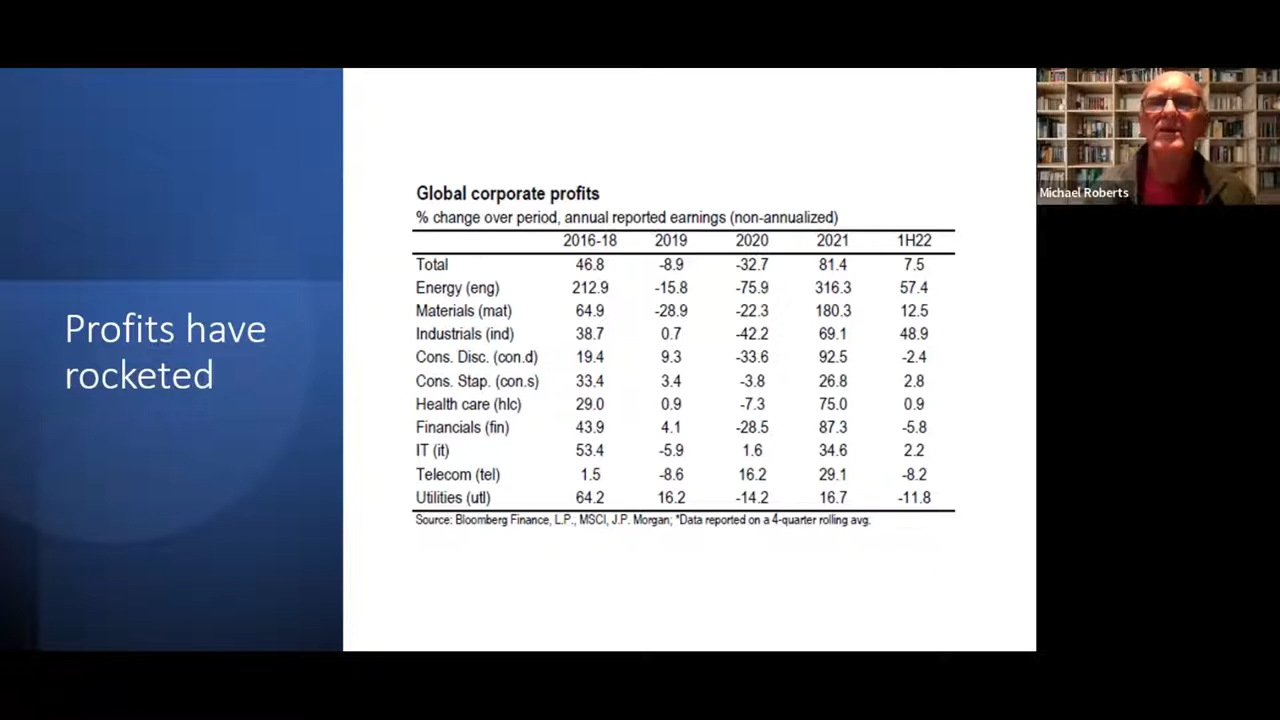 Profits have
rocketed
Global corporate profits
% change over period, annual reported earnings (non-annualized)
2016-18 2019 2020 2021 1H22
Total 46.8 -8.9 -32.7 81.4 7.5
Energy (eng) 212.9 -15.8 -75.9 316.3 57.4
Materials (mat) 64.9 -28.9 -22.3 180.3 12.5
Industrials (ind) 38.7 0.7 -42.2 69.1 48.9
Cons. Disc. (con.d) 19.4 9.3 -33.6 92.5 -2.4
Cons. Stap. (con.s) 33.4 3.4 -3.8 26.8 2.8
Health care (hlc) 29.0 0.9 -7.3 75.0 0.9
Financials (fin) 43.9 4.1 -28.5 87.3 -5.8
IT (it) 53.4 -5.9 1.6 34.6 2.2
Telecom (tel) 1.5 -8.6 16.2 29.1 -8.2
Utilities (utl) 64.2 16.2 -14.2 16.7 -11.8
Source: Bloomberg Finance, L.P., MSCI, J.P. Morgan; *Data reported on a 4-quarter rolling avg.
Michael Roberts